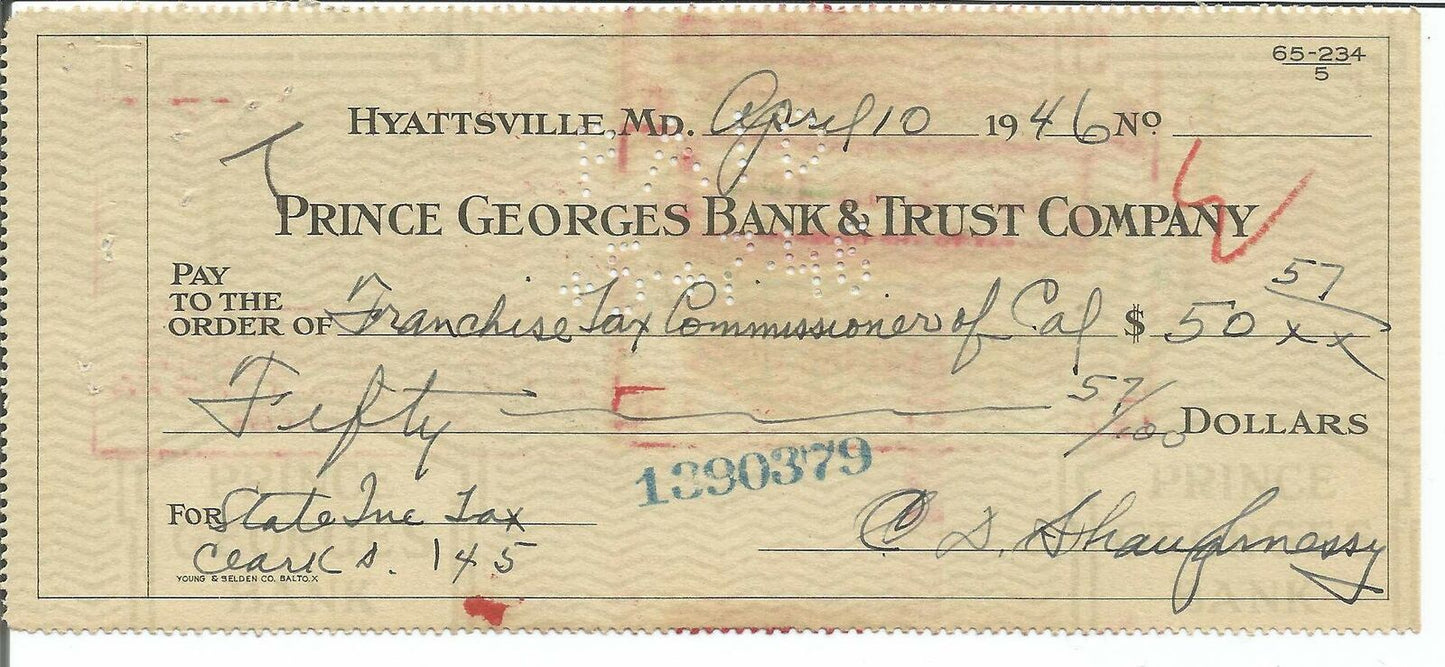 65-234
5
HYATTSVILLE, MD. April 10 1946 No.
PRINCE GEORGES BANK & TRUST COMPANY
PAY
TO THE
ORDER OF Franchise Tax Commissioner of Cal $ 50 57/xx
Fifty 57/100 DOLLARS
1390379
FOR State Inc Tax
Clark S. 145
C D. Shaughnessy
YOUNG & SELDEN CO. BALTO. X
PRINCE
BANK